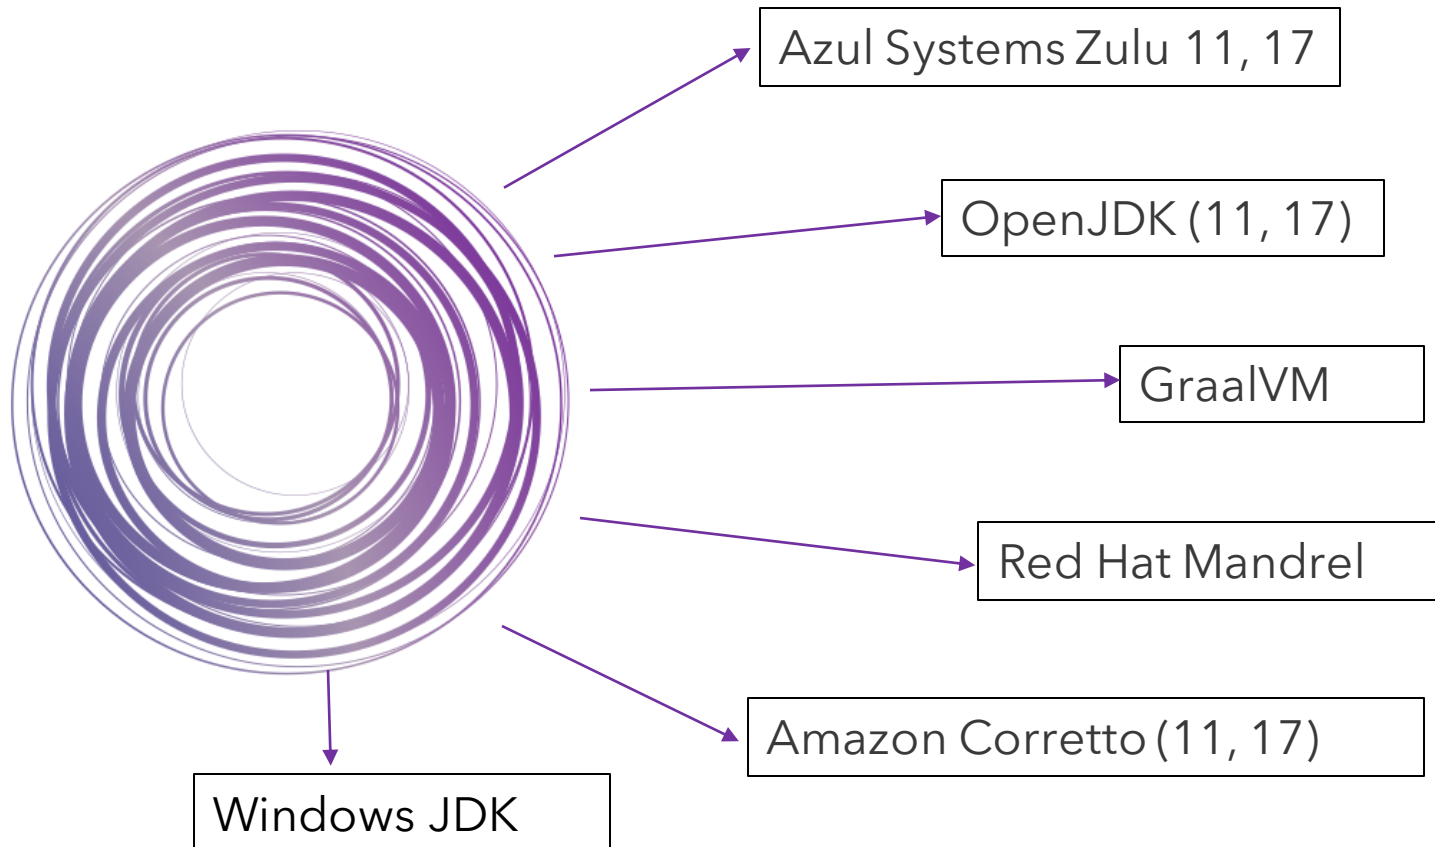 Azul Systems Zulu 11, 17
OpenJDK (11, 17)
GraalVM
Red Hat Mandrel
Amazon Corretto (11, 17)
Windows JDK